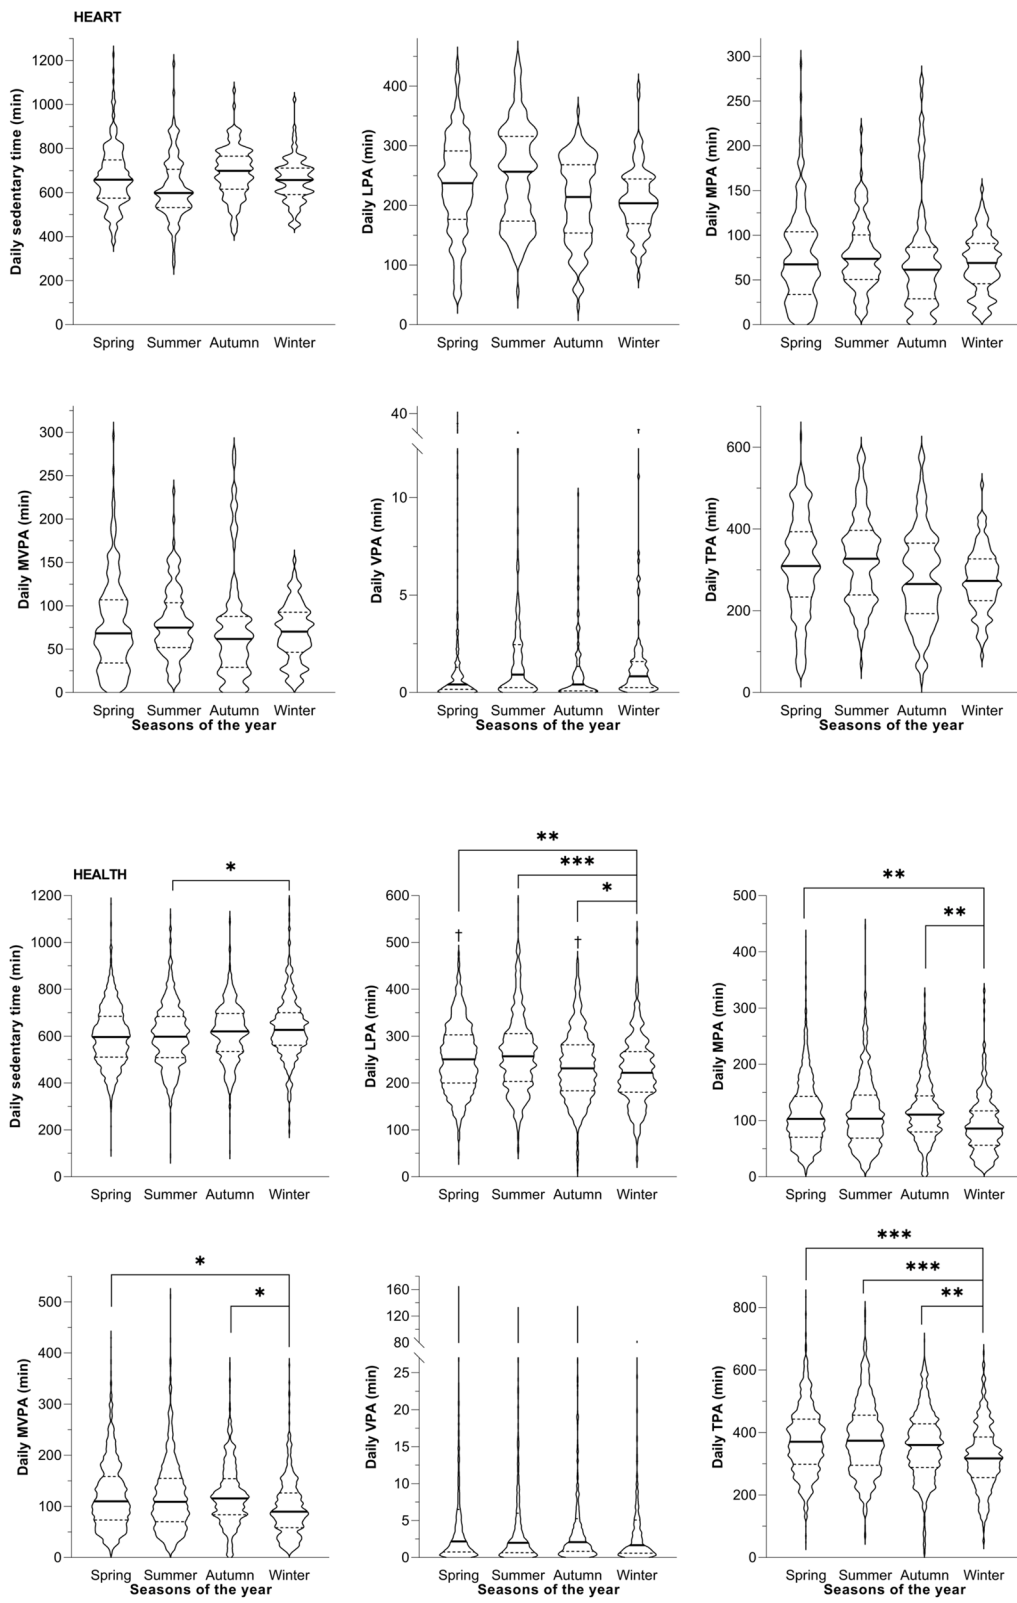 HEART
Daily sedentary time (min)
1200
1000
800
600
400
200
0
Spring Summer Autumn Winter
Daily LPA (min)
400
300
200
100
0
Spring Summer Autumn Winter
Daily MPA (min)
300
250
200
150
100
50
0
Spring Summer Autumn Winter
Daily MVPA (min)
300
250
200
150
100
50
0
Spring Summer Autumn Winter
Seasons of the year
Daily VPA (min)
40
10
5
0
Spring Summer Autumn Winter
Seasons of the year
Daily TPA (min)
600
400
200
0
Spring Summer Autumn Winter
Seasons of the year
HEALTH
*
Daily sedentary time (min)
1200
1000
800
600
400
200
0
Spring Summer Autumn Winter
**
***
*
† †
Daily LPA (min)
600
500
400
300
200
100
0
Spring Summer Autumn Winter
**
**
Daily MPA (min)
500
400
300
200
100
0
Spring Summer Autumn Winter
*
*
Daily MVPA (min)
500
400
300
200
100
0
Spring Summer Autumn Winter
Seasons of the year
Daily VPA (min)
160
120
80
25
20
15
10
5
0
Spring Summer Autumn Winter
Seasons of the year
***
***
**
Daily TPA (min)
800
600
400
200
0
Spring Summer Autumn Winter
Seasons of the year